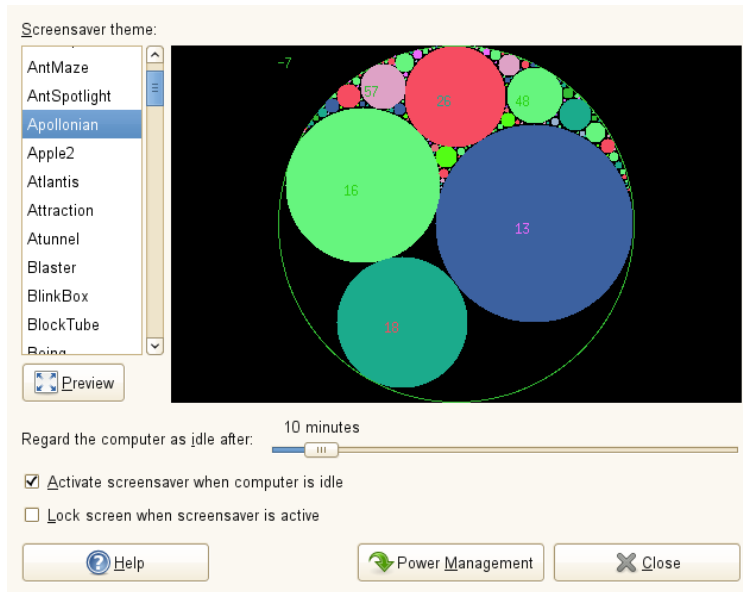 Screensaver theme:
AntMaze
AntSpotlight
Apollonian
Apple2
Atlantis
Attraction
Atunnel
Blaster
BlinkBox
BlockTube
Boing
Preview
-7
57
28
48
16
13
16
Regard the computer as idle after:
10 minutes
Activate screensaver when computer is idle
Lock screen when screensaver is active
Help
Power Management
Close